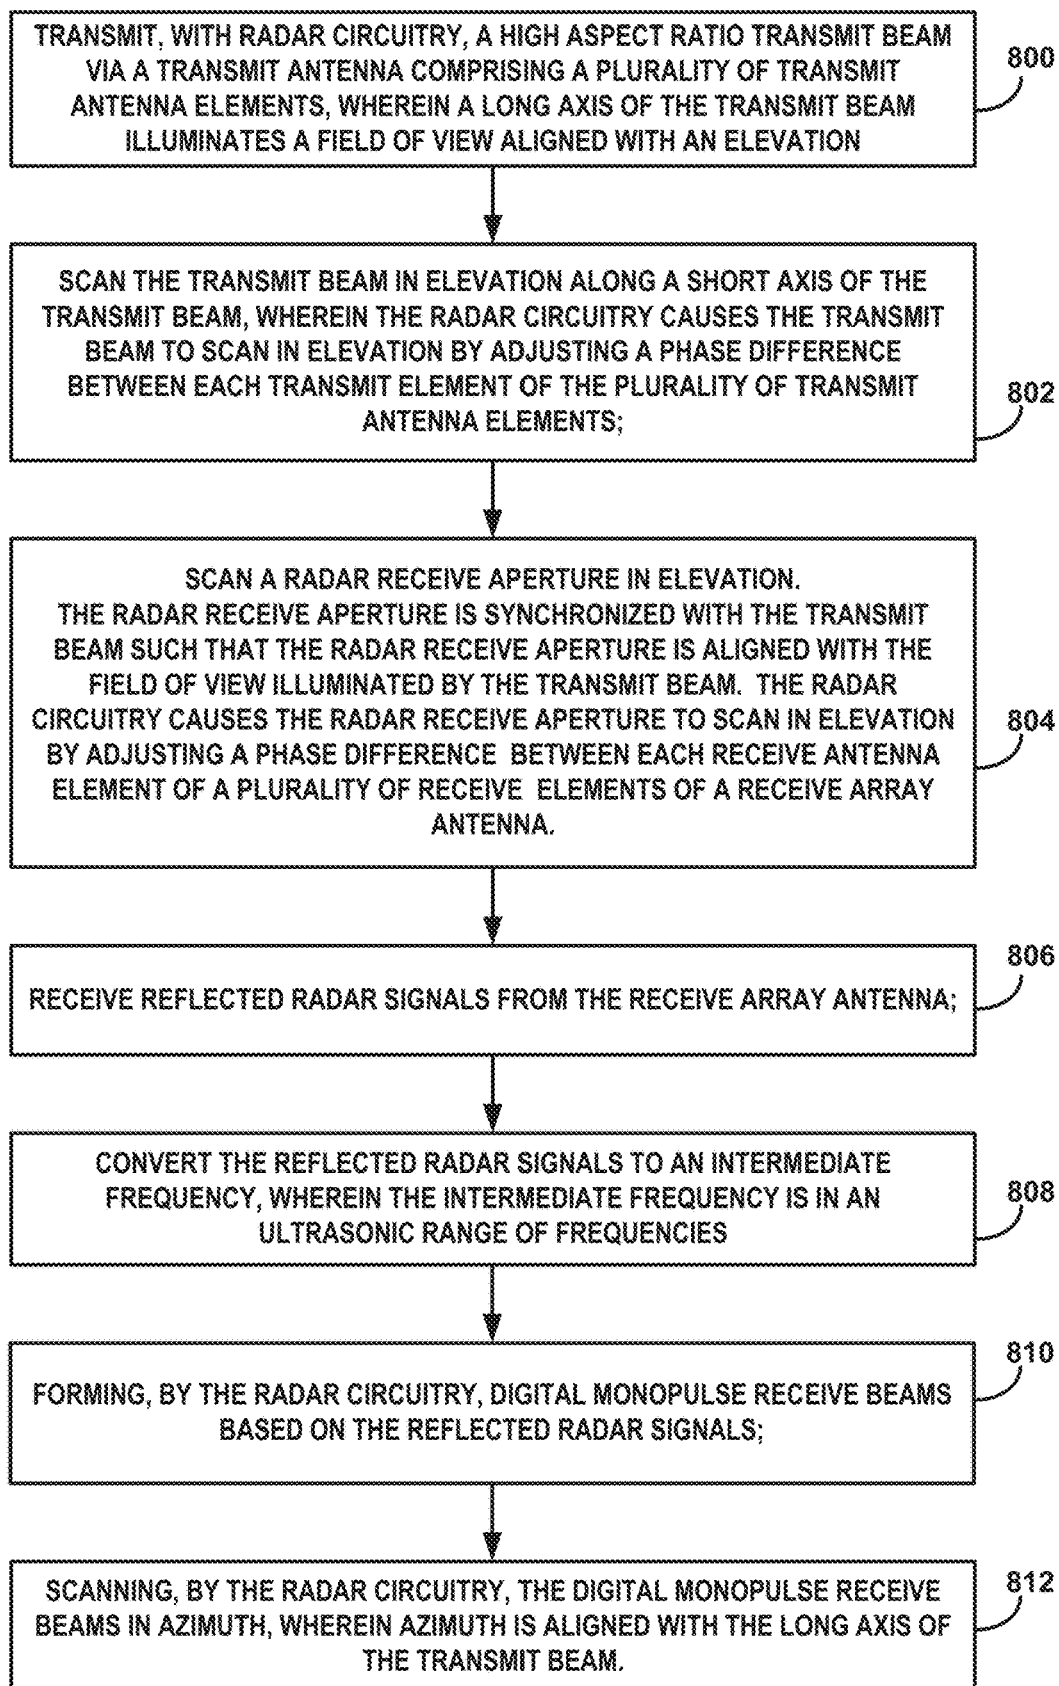 TRANSMIT, WITH RADAR CIRCUITRY, A HIGH ASPECT RATIO TRANSMIT BEAM
VIA A TRANSMIT ANTENNA COMPRISING A PLURALITY OF TRANSMIT
ANTENNA ELEMENTS, WHEREIN A LONG AXIS OF THE TRANSMIT BEAM
ILLUMINATES A FIELD OF VIEW ALIGNED WITH AN ELEVATION
800
SCAN THE TRANSMIT BEAM IN ELEVATION ALONG A SHORT AXIS OF THE
TRANSMIT BEAM, WHEREIN THE RADAR CIRCUITRY CAUSES THE TRANSMIT
BEAM TO SCAN IN ELEVATION BY ADJUSTING A PHASE DIFFERENCE
BETWEEN EACH TRANSMIT ELEMENT OF THE PLURALITY OF TRANSMIT
ANTENNA ELEMENTS;
802
SCAN A RADAR RECEIVE APERTURE IN ELEVATION.
THE RADAR RECEIVE APERTURE IS SYNCHRONIZED WITH THE TRANSMIT
BEAM SUCH THAT THE RADAR RECEIVE APERTURE IS ALIGNED WITH THE
FIELD OF VIEW ILLUMINATED BY THE TRANSMIT BEAM. THE RADAR
CIRCUITRY CAUSES THE RADAR RECEIVE APERTURE TO SCAN IN ELEVATION
BY ADJUSTING A PHASE DIFFERENCE BETWEEN EACH RECEIVE ANTENNA
ELEMENT OF A PLURALITY OF RECEIVE ELEMENTS OF A RECEIVE ARRAY
ANTENNA.
804
RECEIVE REFLECTED RADAR SIGNALS FROM THE RECEIVE ARRAY ANTENNA;
806
CONVERT THE REFLECTED RADAR SIGNALS TO AN INTERMEDIATE
FREQUENCY, WHEREIN THE INTERMEDIATE FREQUENCY IS IN AN
ULTRASONIC RANGE OF FREQUENCIES
808
FORMING, BY THE RADAR CIRCUITRY, DIGITAL MONOPULSE RECEIVE BEAMS
BASED ON THE REFLECTED RADAR SIGNALS;
810
SCANNING, BY THE RADAR CIRCUITRY, THE DIGITAL MONOPULSE RECEIVE
BEAMS IN AZIMUTH, WHEREIN AZIMUTH IS ALIGNED WITH THE LONG AXIS OF
THE TRANSMIT BEAM.
812